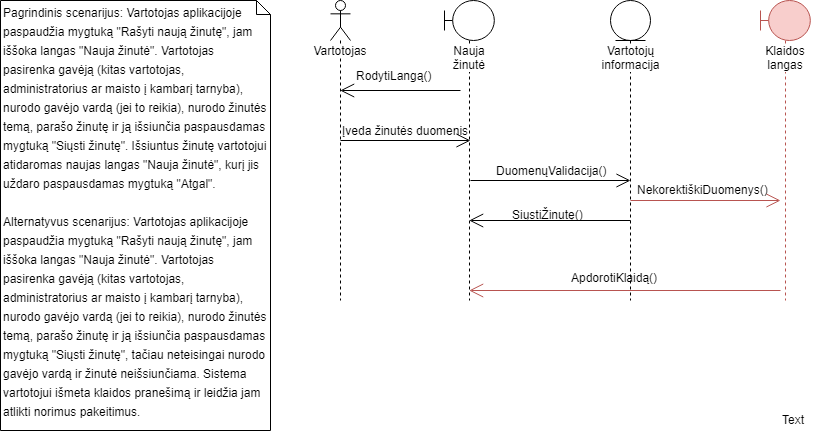 Pagrindinis scenarijus: Vartotojas aplikacijoje
paspaudžia mygtuką "Rašyti naują žinutę", jam
iššoka langas "Nauja žinutė". Vartotojas
pasirenka gavėją (kitas vartotojas,
administratorius ar maisto į kambarį tarnyba),
nurodo gavėjo vardą (jei to reikia), nurodo žinutės
temą, parašo žinutę ir ją išsiunčia paspausdamas
mygtuką "Siųsti žinutę". Išsiuntus žinutę vartotojui
atidaromas naujas langas "Nauja žinutė", kurį jis
uždaro paspausdamas mygtuką "Atgal".
Alternatyvus scenarijus: Vartotojas aplikacijoje
paspaudžia mygtuką "Rašyti naują žinutę", jam
iššoka langas "Nauja žinutė". Vartotojas
pasirenka gavėją (kitas vartotojas,
administratorius ar maisto į kambarį tarnyba),
nurodo gavėjo vardą (jei to reikia), nurodo žinutės
temą, parašo žinutę ir ją išsiunčia paspausdamas
mygtuką "Siųsti žinutę", tačiau neteisingai nurodo
gavėjo vardą ir žinutė neišsiunčiama. Sistema
vartotojui išmeta klaidos pranešimą ir leidžia jam
atlikti norimus pakeitimus.
Vartotojas
Nauja
žinutė
Vartotojų
informacija
Klaidos
langas
RodytiLangą()
Įveda žinutės duomenis
DuomenųValidacija()
NekorektiškiDuomenys()
SiustiŽinutę()
ApdorotiKlaidą()
Text